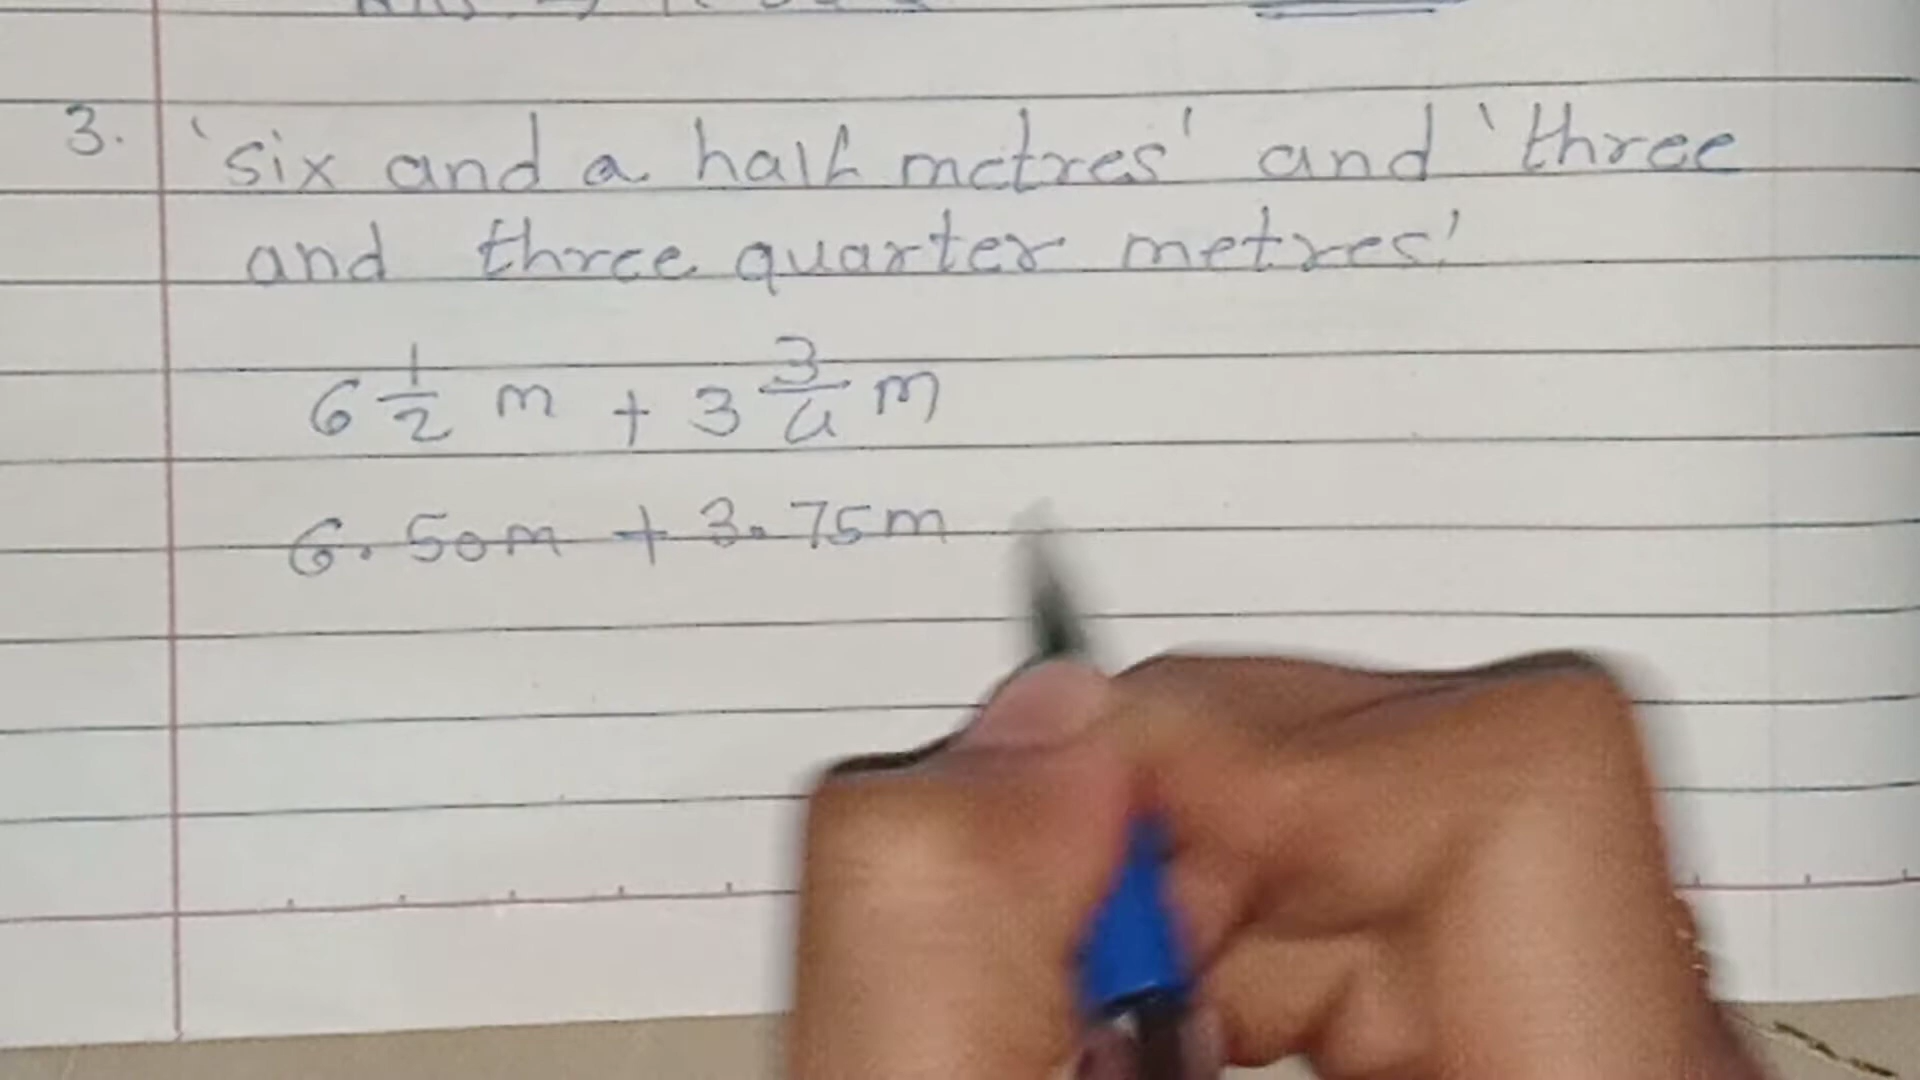 3. 'six and a half metres' and 'three
and three quarter metres'
6 1/2 m + 3 3/4 m
6.50m + 3.75m